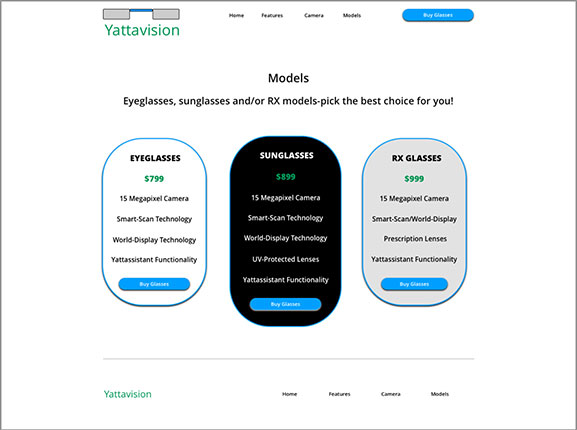 Yattavision
Home Features Camera Models Buy Glasses
Models
Eyeglasses, sunglasses and/or RX models-pick the best choice for you!
EYEGLASSES
$799
15 Megapixel Camera
Smart-Scan Technology
World-Display Technology
Yattassistant Functionality
Buy Glasses
SUNGLASSES
$899
15 Megapixel Camera
Smart-Scan Technology
World-Display Technology
UV-Protected Lenses
Yattassistant Functionality
Buy Glasses
RX GLASSES
$999
15 Megapixel Camera
Smart-Scan/World-Display
Prescription Lenses
Yattassistant Functionality
Buy Glasses
Yattavision Home Features Camera Models